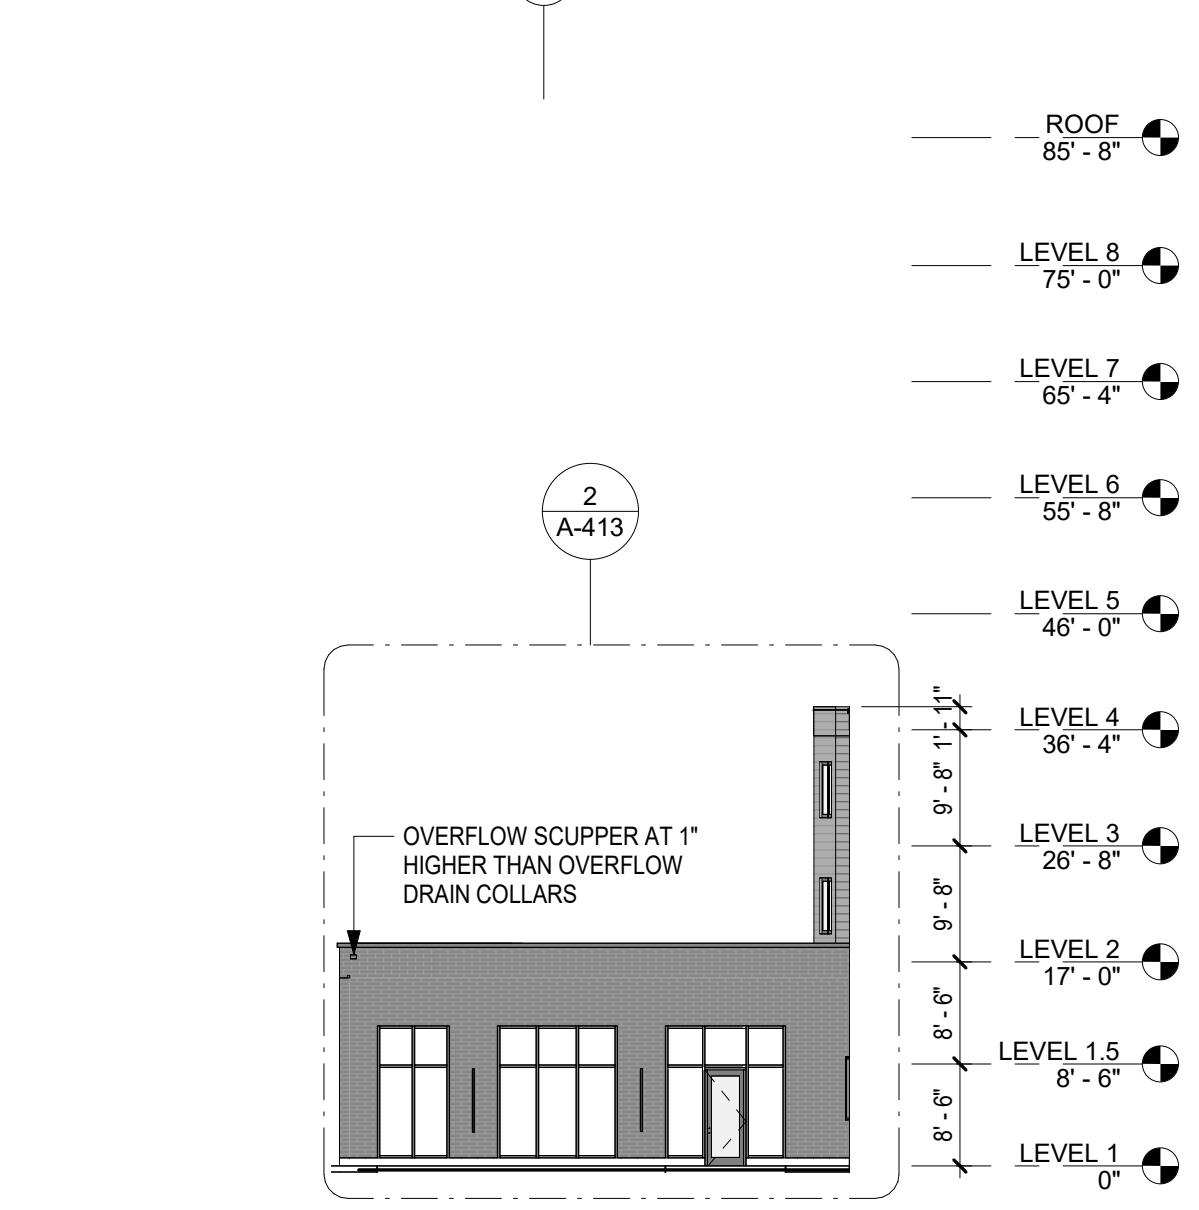 ROOF
85' - 8"
LEVEL 8
75' - 0"
LEVEL 7
65' - 4"
LEVEL 6
55' - 8"
2
A-413
LEVEL 5
46' - 0"
1' - 11"
LEVEL 4
36' - 4"
9' - 8"
OVERFLOW SCUPPER AT 1"
HIGHER THAN OVERFLOW
DRAIN COLLARS
LEVEL 3
26' - 8"
9' - 8"
LEVEL 2
17' - 0"
8' - 6"
LEVEL 1.5
8' - 6"
8' - 6"
LEVEL 1
0"